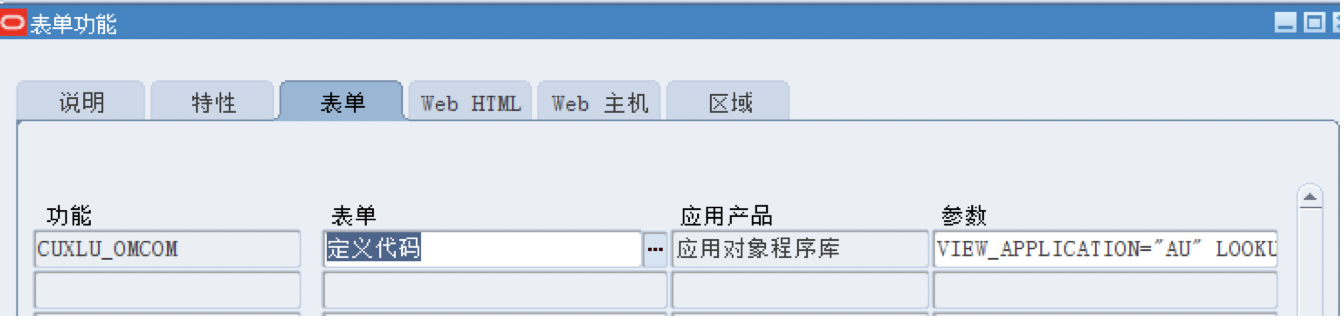 表单功能
说明 特性 表单 Web HTML Web 主机 区域
功能 表单 应用产品 参数
CUXLU_OMCOM 定义代码 ... 应用对象程序库 VIEW_APPLICATION="AU" LOOKU